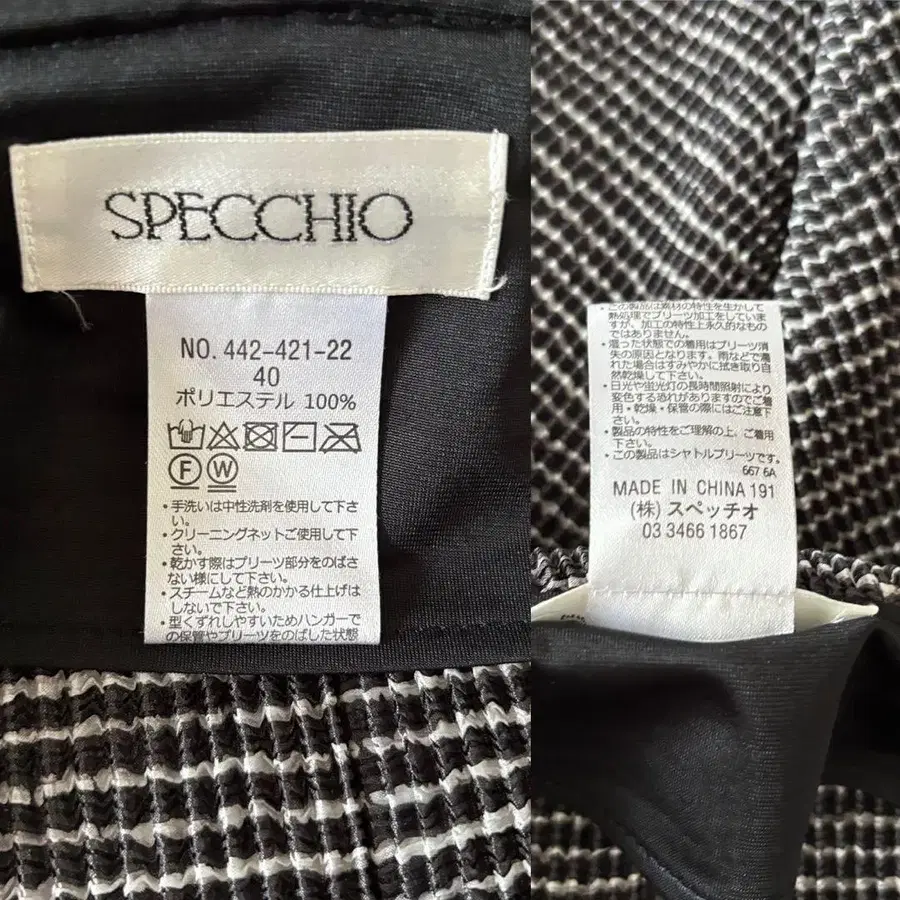 SPECCHIO
NO. 442-421-22
40
ポリエステル 100%
F W
・手洗いは中性洗剤を使用して下さ
い。
・クリーニングネットご使用して下
さい。
・乾かす際はプリーツ部分をのばさ
ない様にして下さい。
・スチームなど熱のかかる仕上げは
しないで下さい。
・型くずれしやすいためハンガーで
の保管やプリーツをのばした状態
・この製品は素材の特性を生かして
熱処理でプリーツ加工をしていま
すが、加工の特性上永久的なもの
ではありません。
・湿った状態での着用はプリーツ消
失の原因となります。雨などで濡
れた場合はすみやかに拭き取り自
然乾燥して下さい。
・日光や蛍光灯の長時間照射により
変色する恐れがありますのでご着
用・乾燥・保管の際にはご注意下
さい。
・製品の特性をご理解の上、ご着用
下さい。
・この製品はシャトルプリーツです。
667 6A
MADE IN CHINA 191
(株) スペッチオ
03 3466 1867